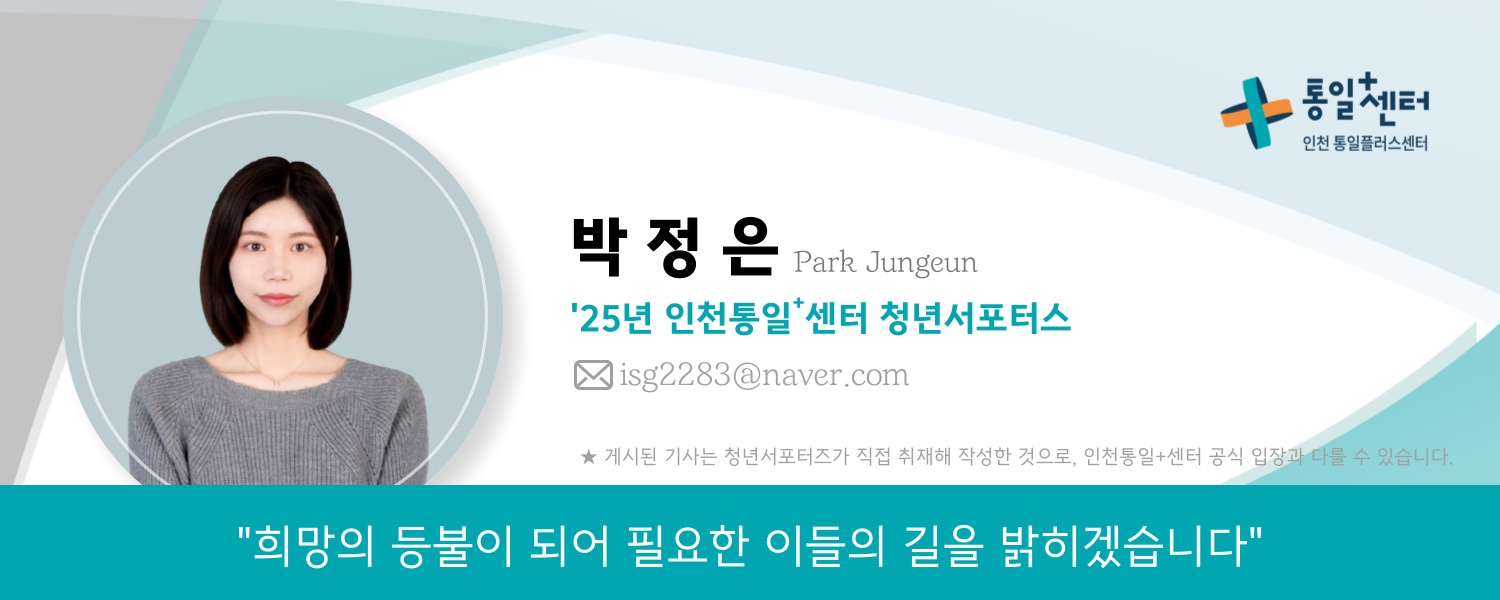 통일+센터
인천 통일플러스센터
박 정 은 Park Jungeun
'25년 인천통일+센터 청년서포터스
isg2283@naver.com
★ 게시된 기사는 청년서포터즈가 직접 취재해 작성한 것으로, 인천통일+센터 공식 입장과 다를 수 있습니다.
"희망의 등불이 되어 필요한 이들의 길을 밝히겠습니다"